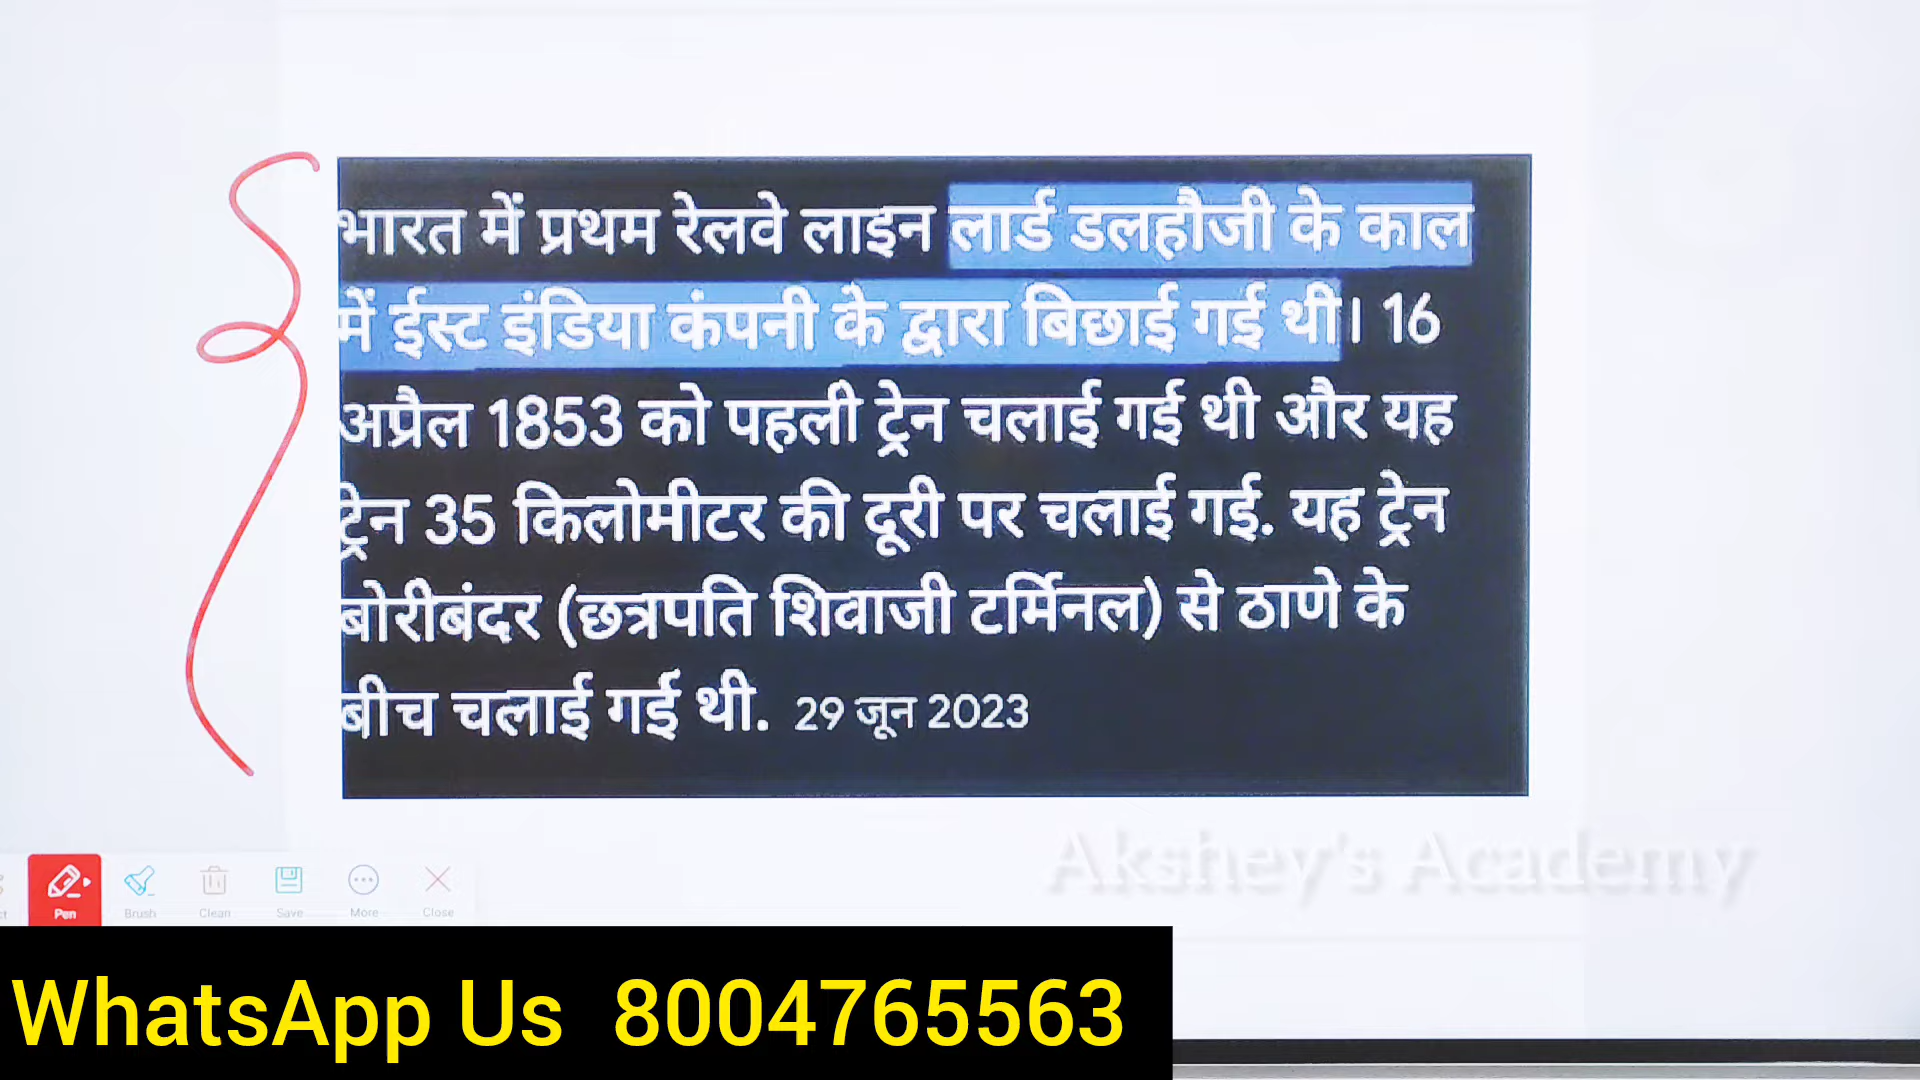 भारत में प्रथम रेलवे लाइन लार्ड डलहौजी के काल
में ईस्ट इंडिया कंपनी के द्वारा बिछाई गई थी। 16
अप्रैल 1853 को पहली ट्रेन चलाई गई थी और यह
ट्रेन 35 किलोमीटर की दूरी पर चलाई गई. यह ट्रेन
बोरीबंदर (छत्रपति शिवाजी टर्मिनल) से ठाणे के
बीच चलाई गई थी. 29 जून 2023
Akshey's Academy
Pen Brush Clean Save More Close
WhatsApp Us 8004765563